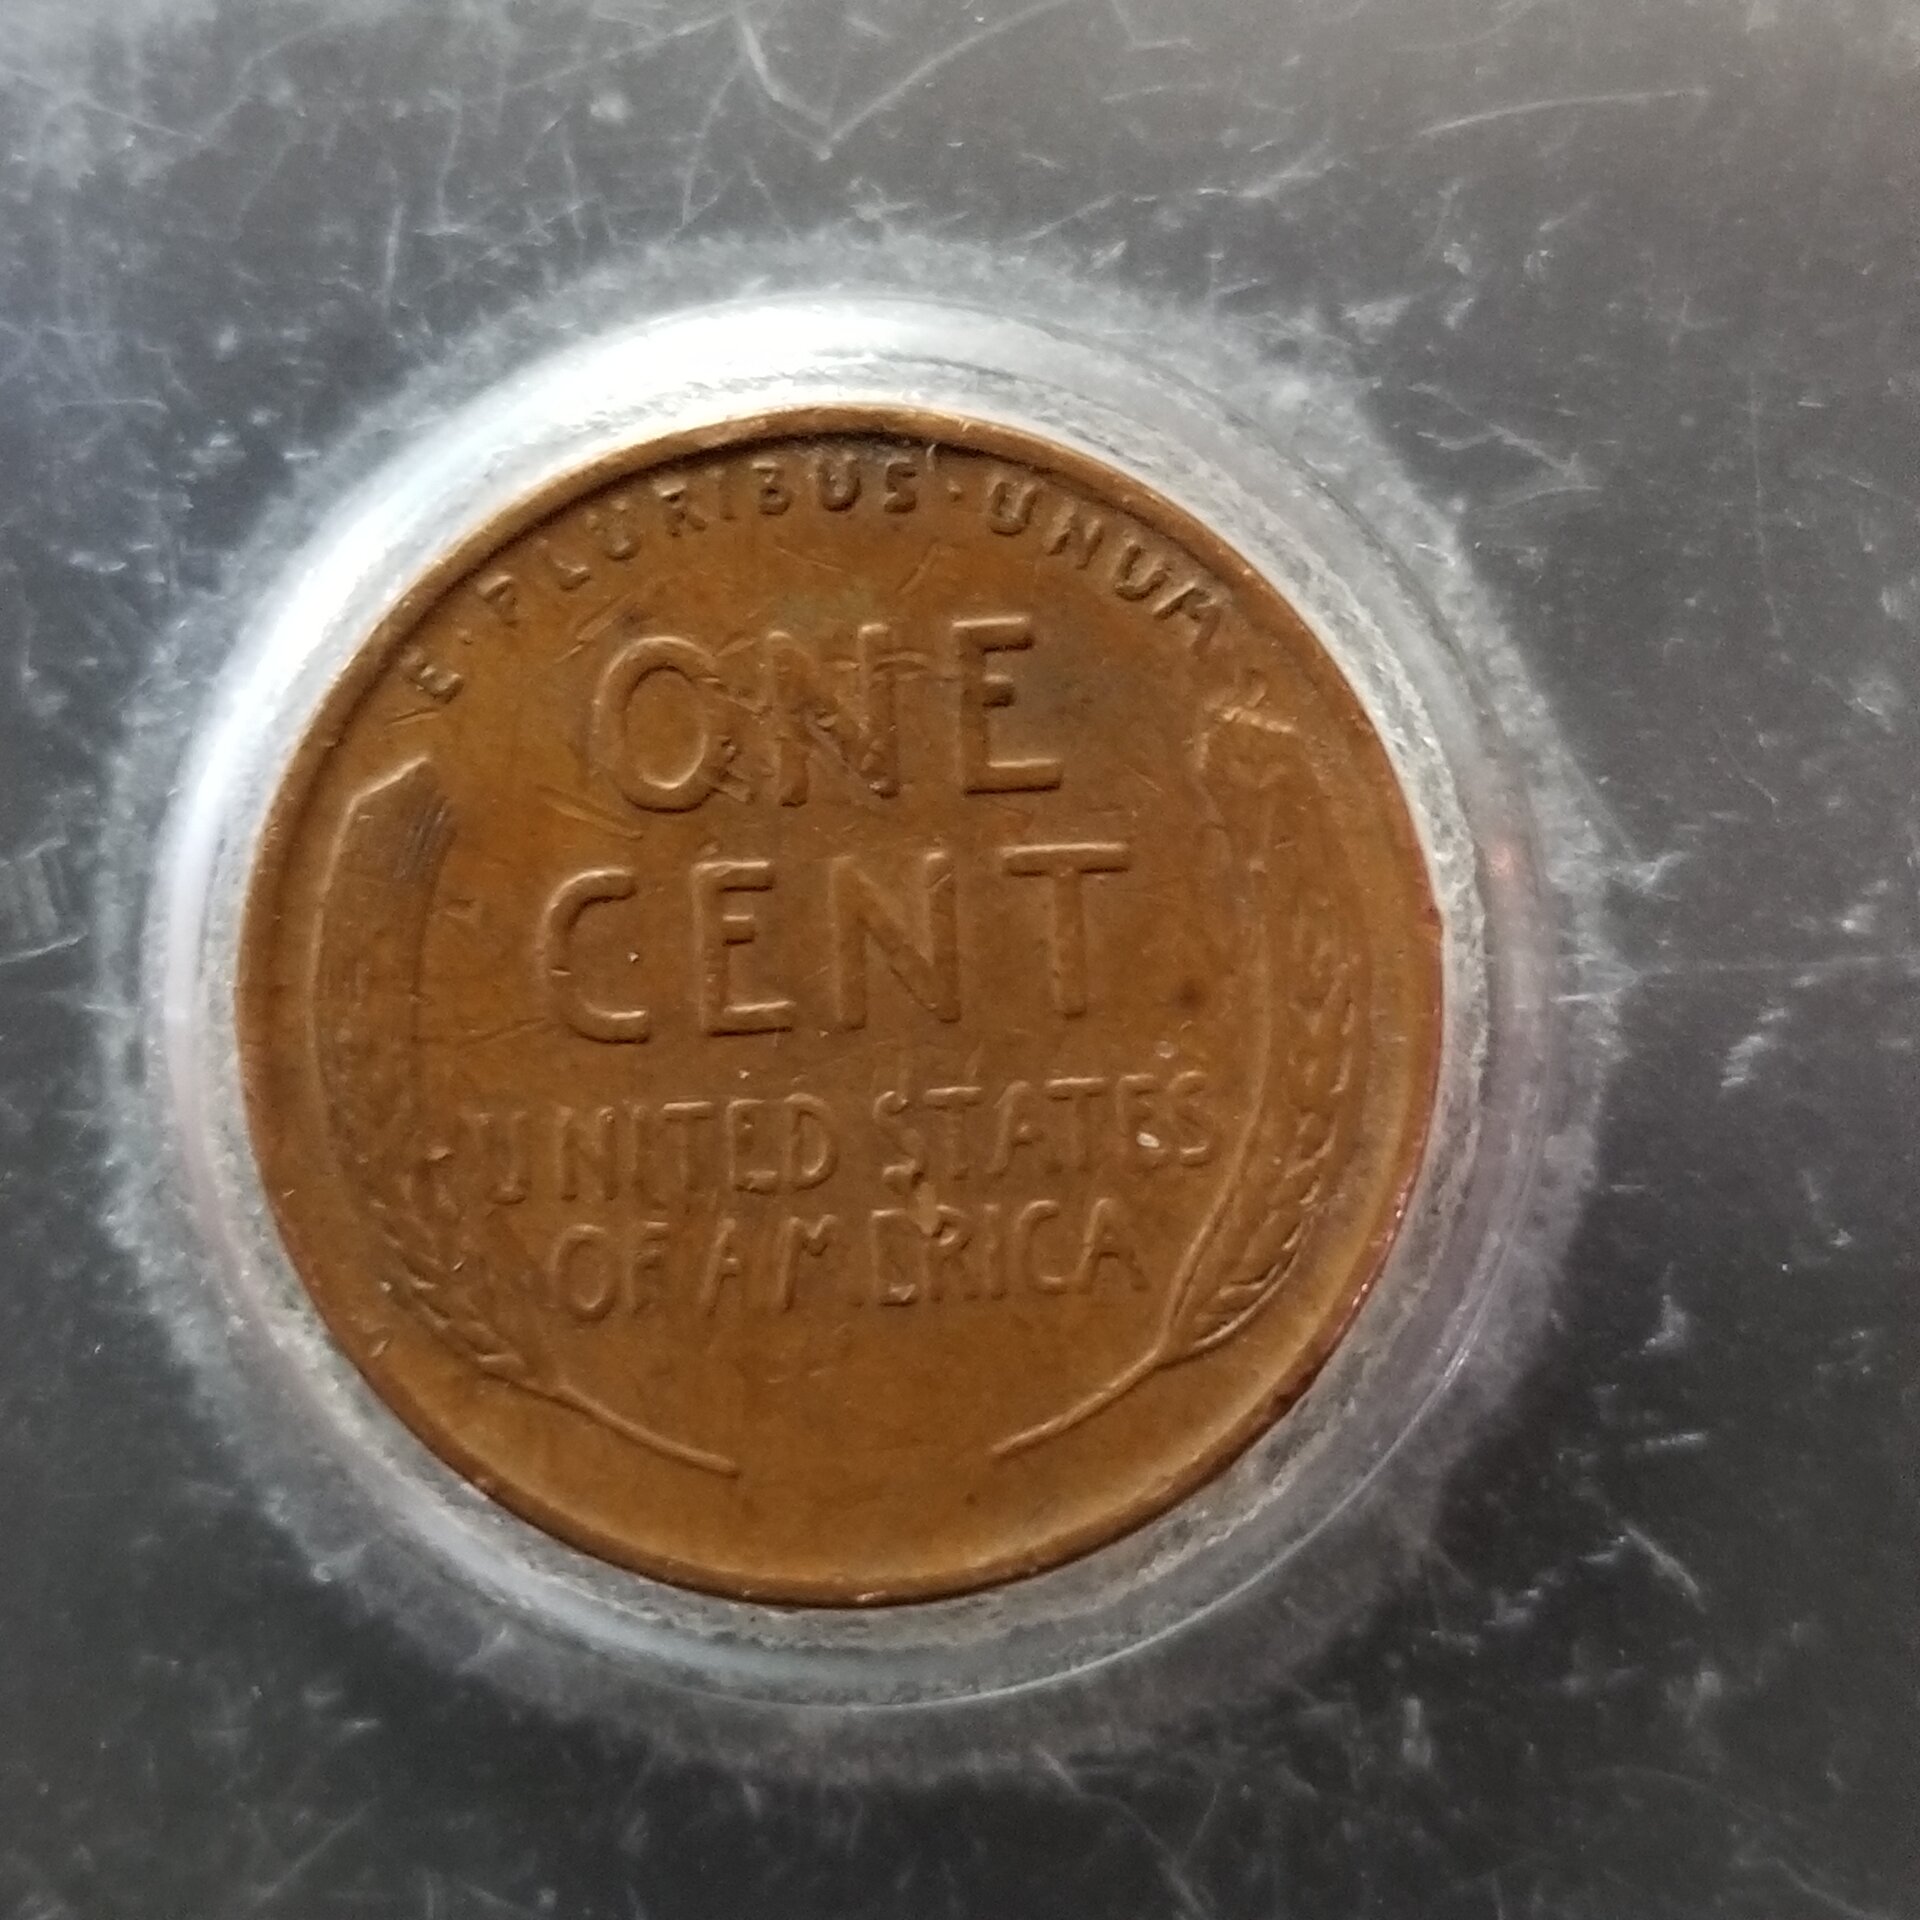 E·PLURIBUS·UNUM
ONE
CENT
UNITED STATES
OF AMERICA